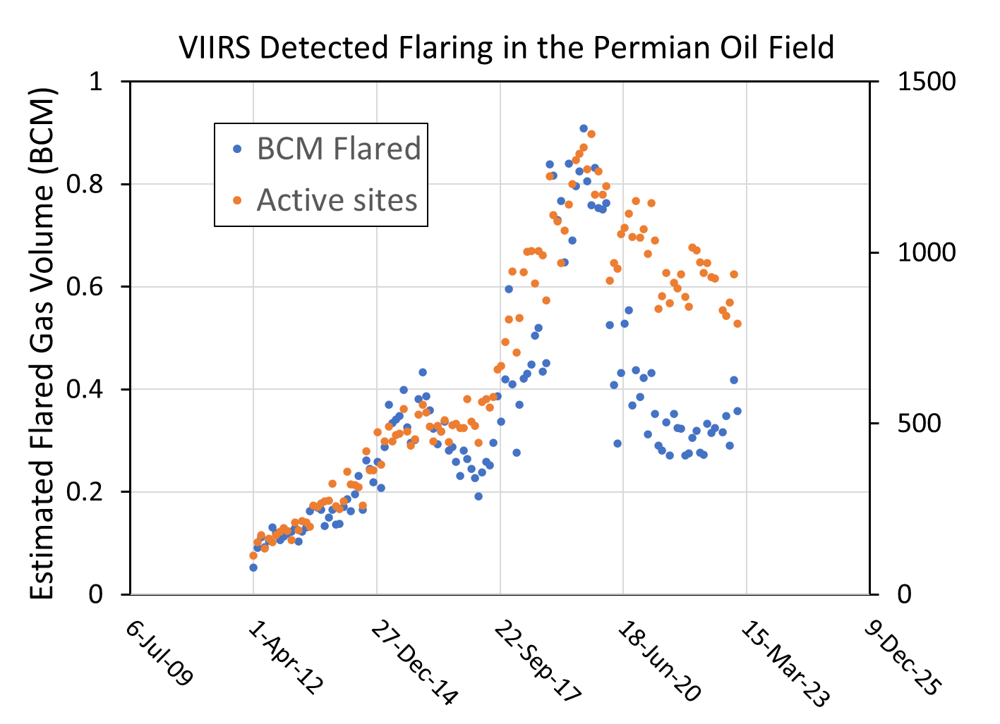 VIIRS Detected Flaring in the Permian Oil Field
Estimated Flared Gas Volume (BCM)
1
0.8
0.6
0.4
0.2
0
BCM Flared
Active sites
1500
1000
500
0
6-Jul-09
1-Apr-12
27-Dec-14
22-Sep-17
18-Jun-20
15-Mar-23
9-Dec-25